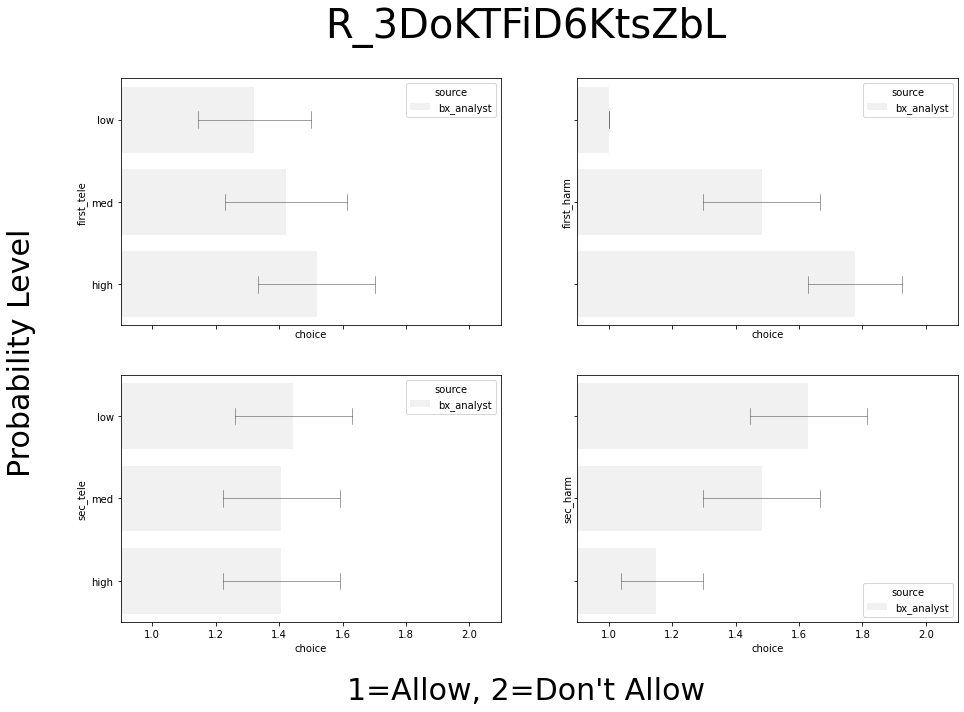 R_3DoKTFiD6KtsZbL
source
bx_analyst
low
med
high
first_tele
choice
source
bx_analyst
first_harm
choice
Probability Level
source
bx_analyst
low
med
high
sec_tele
1.0 1.2 1.4 1.6 1.8 2.0
choice
sec_harm
source
bx_analyst
1.0 1.2 1.4 1.6 1.8 2.0
choice
1=Allow, 2=Don't Allow